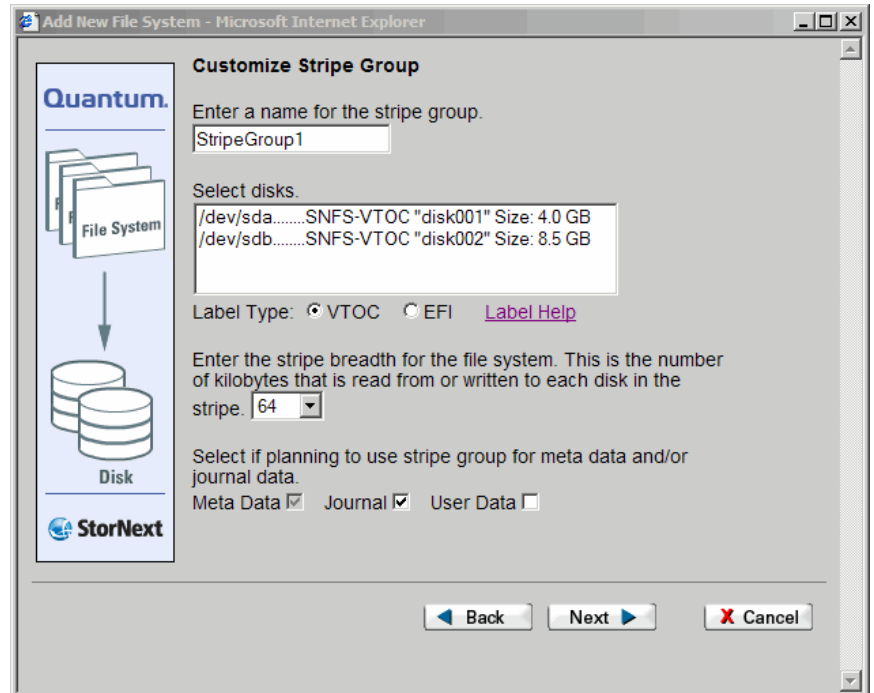 Add New File System - Microsoft Internet Explorer
Customize Stripe Group
Quantum.
Enter a name for the stripe group.
StripeGroup1
Select disks.
/dev/sda.......SNFS-VTOC "disk001" Size: 4.0 GB
/dev/sdb.......SNFS-VTOC "disk002" Size: 8.5 GB
F
F
File System
Label Type: VTOC EFI Label Help
Enter the stripe breadth for the file system. This is the number
of kilobytes that is read from or written to each disk in the
stripe. 64
Select if planning to use stripe group for meta data and/or
journal data.
Disk
Meta Data Journal User Data
StorNext
Back Next X Cancel